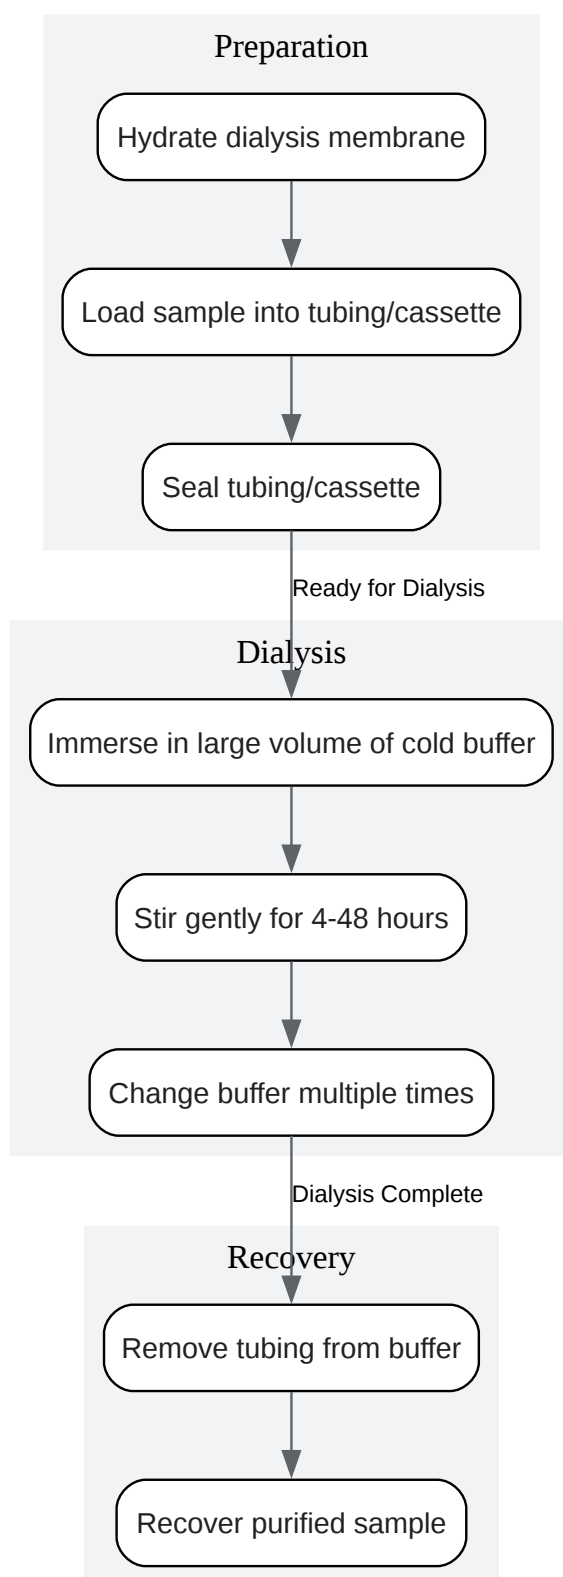 Preparation
Hydrate dialysis membrane
Load sample into tubing/cassette
Seal tubing/cassette
Ready for Dialysis
Dialysis
Immerse in large volume of cold buffer
Stir gently for 4-48 hours
Change buffer multiple times
Dialysis Complete
Recovery
Remove tubing from buffer
Recover purified sample